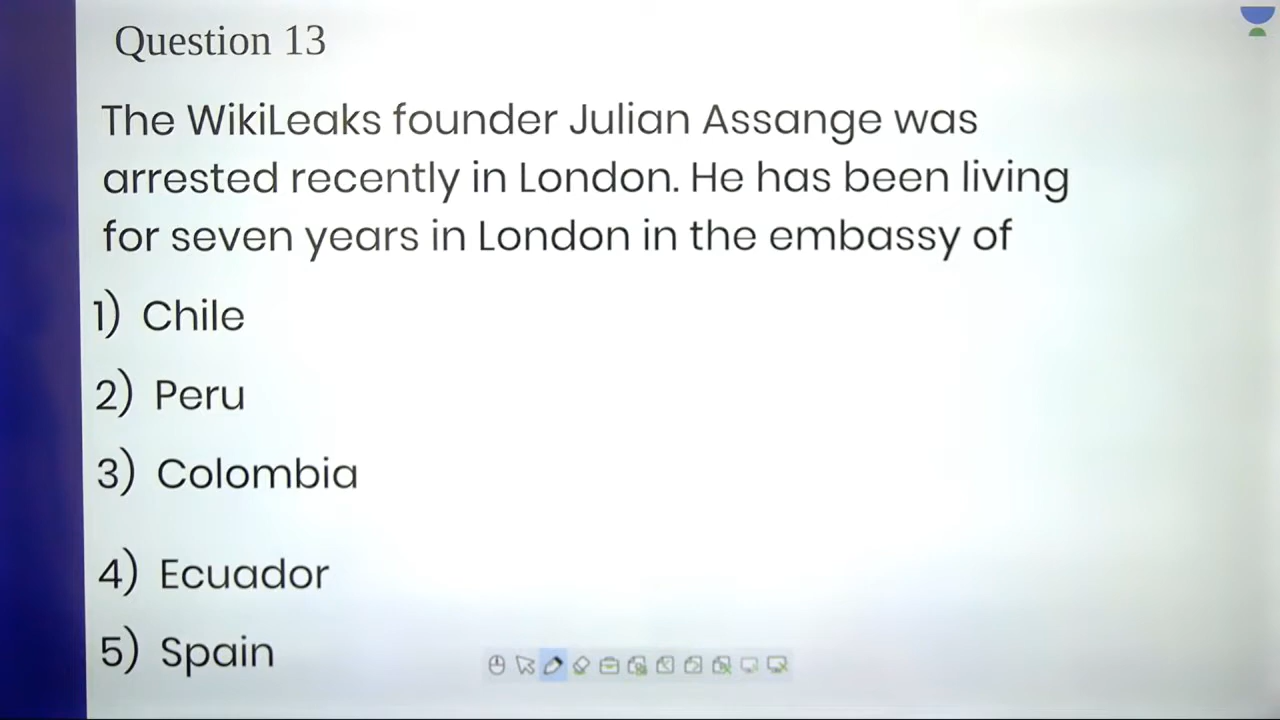 Question 13
The WikiLeaks founder Julian Assange was
arrested recently in London. He has been living
for seven years in London in the embassy of
1) Chile
2) Peru
3) Colombia
4) Ecuador
5) Spain